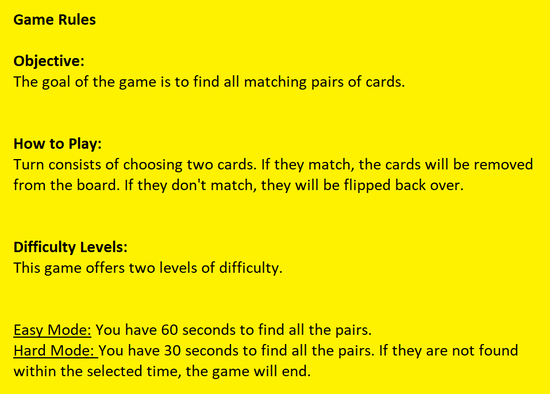 Game Rules
Objective:
The goal of the game is to find all matching pairs of cards.
How to Play:
Turn consists of choosing two cards. If they match, the cards will be removed
from the board. If they don't match, they will be flipped back over.
Difficulty Levels:
This game offers two levels of difficulty.
Easy Mode: You have 60 seconds to find all the pairs.
Hard Mode: You have 30 seconds to find all the pairs. If they are not found
within the selected time, the game will end.